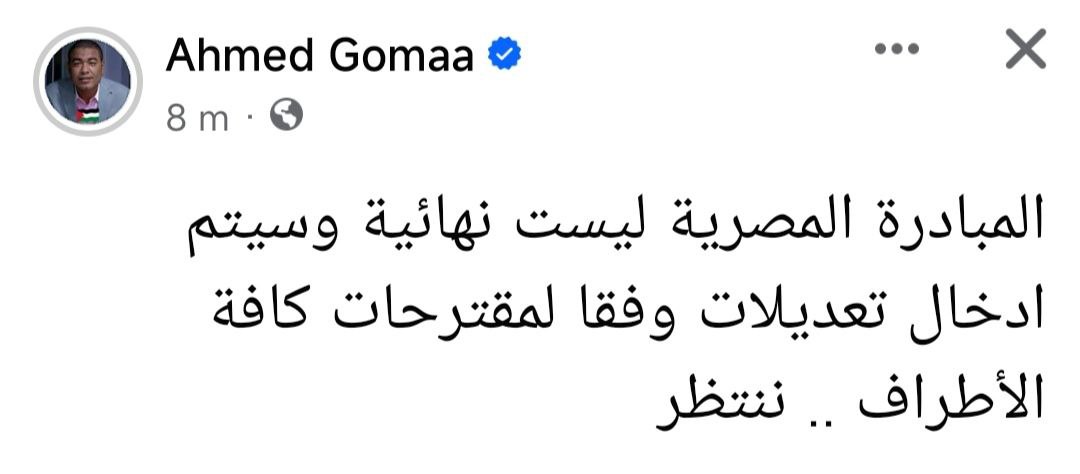 Ahmed Gomaa
8 m ·
المبادرة المصرية ليست نهائية وسيتم
ادخال تعديلات وفقا لمقترحات كافة
الأطراف .. ننتظر